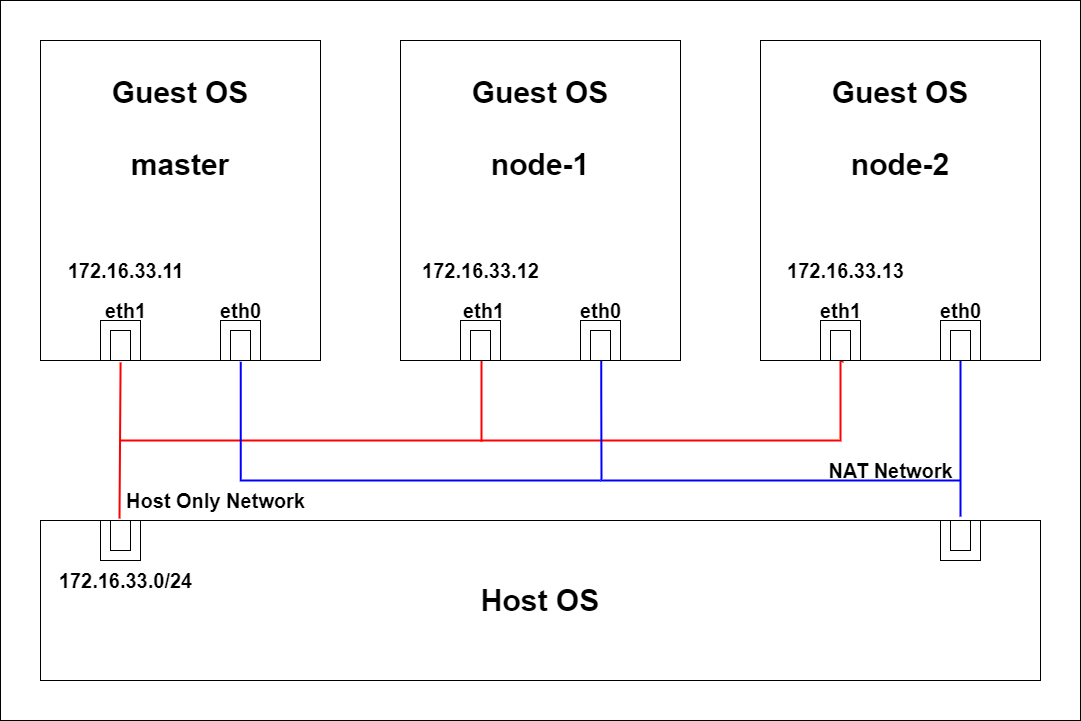 Guest OS
master
172.16.33.11
eth1
eth0
Guest OS
node-1
172.16.33.12
eth1
eth0
Guest OS
node-2
172.16.33.13
eth1
eth0
NAT Network
Host Only Network
172.16.33.0/24
Host OS